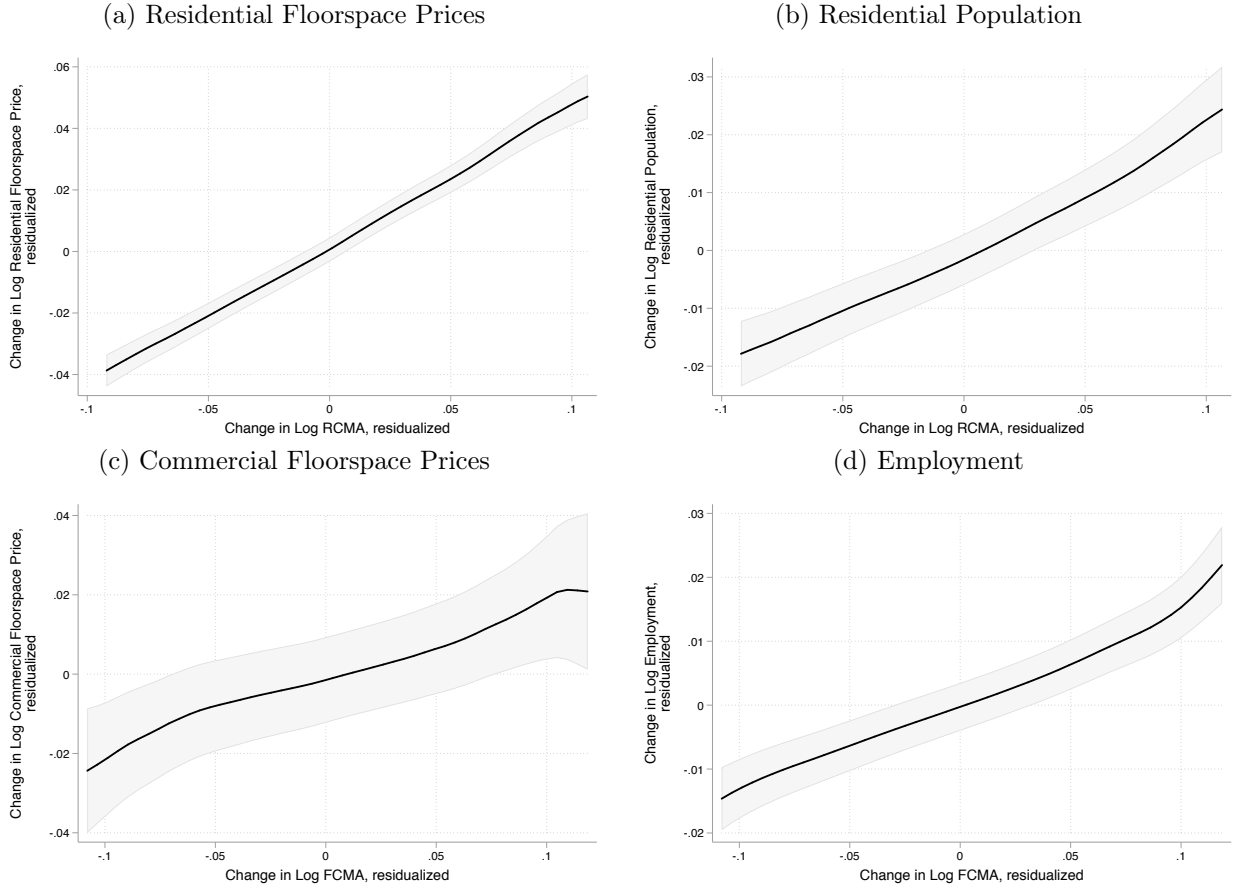 (a) Residential Floorspace Prices
Change in Log Residential Floorspace Price,
residualized
.06
.04
.02
0
-.02
-.04
-.1
-.05
0
.05
.1
Change in Log RCMA, residualized
(b) Residential Population
Change in Log Residential Population,
residualized
.03
.02
.01
0
-.01
-.02
-.1
-.05
0
.05
.1
Change in Log RCMA, residualized
(c) Commercial Floorspace Prices
Change in Log Commercial Floorspace Price,
residualized
.04
.02
0
-.02
-.04
-.1
-.05
0
.05
.1
Change in Log FCMA, residualized
(d) Employment
Change in Log Employment,
residualized
.03
.02
.01
0
-.01
-.02
-.1
-.05
0
.05
.1
Change in Log FCMA, residualized